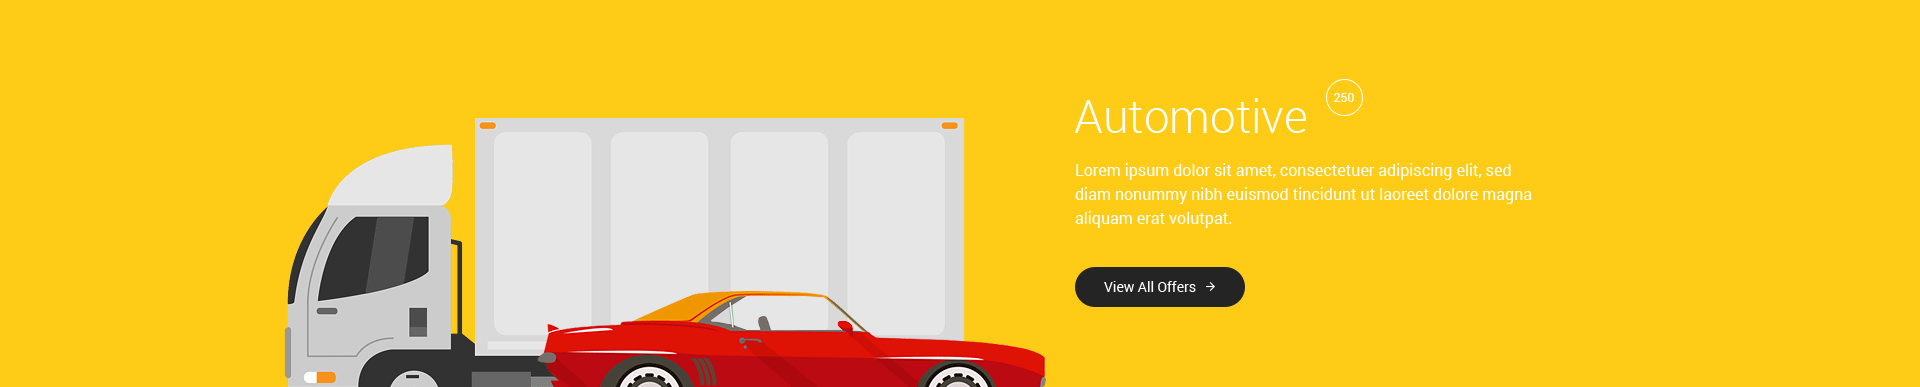 Automotive
250
Lorem ipsum dolor sit amet, consectetuer adipiscing elit, sed
diam nonummy nibh euismod tincidunt ut laoreet dolore magna
aliquam erat volutpat.
View All Offers →